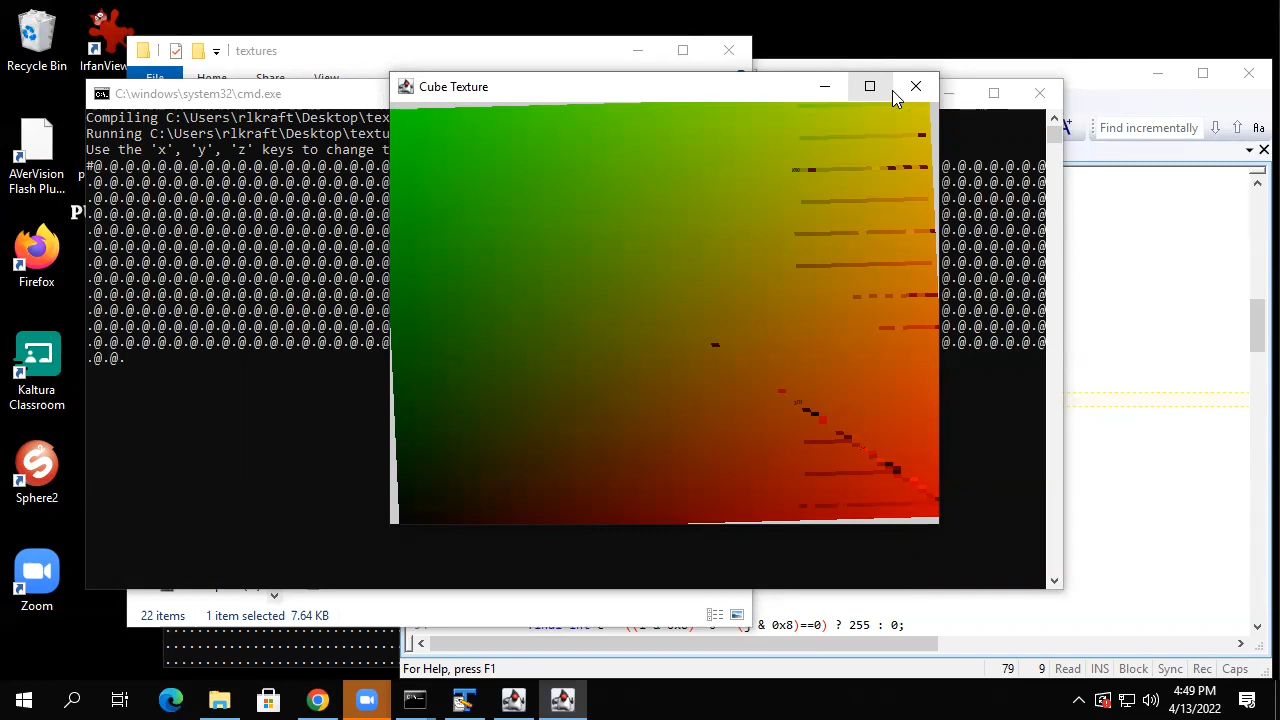 Recycle Bin
IrfanView
AVerVision
Flash Plu...
Firefox
Kaltura
Classroom
Sphere2
Zoom
textures
File
Home
Share
View
C:\windows\system32\cmd.exe
Compiling C:\Users\rlkraft\Desktop\tex
Running C:\Users\rlkraft\Desktop\textu
Use the 'x', 'y', 'z' keys to change t
Cube Texture
Find incrementally
Aa
22 items
1 item selected 7.64 KB
& 0x8)==0) ? 255 : 0;
For Help, press F1
79
9
Read
INS
Block
Sync
Rec
Caps
4:49 PM
4/13/2022